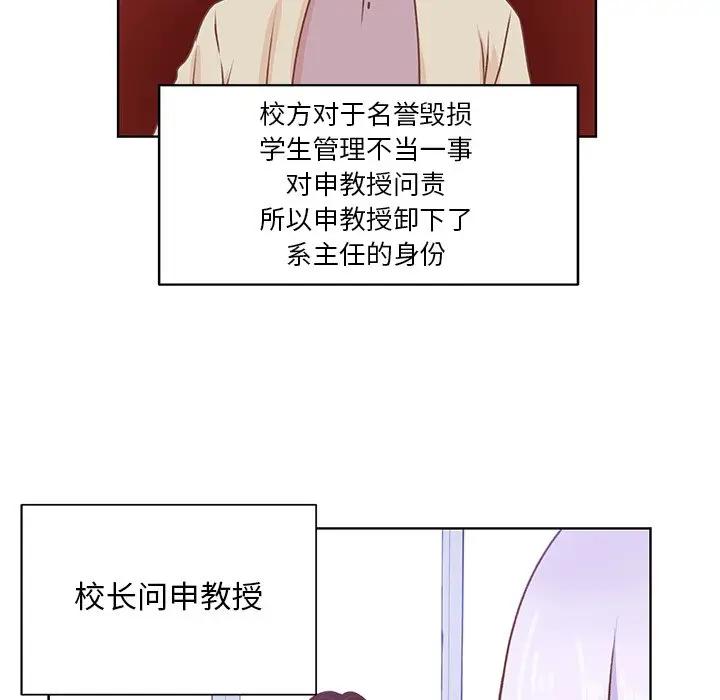 校方对于名誉毁损
学生管理不当一事
对申教授问责
所以申教授卸下了
系主任的身份
校长问申教授